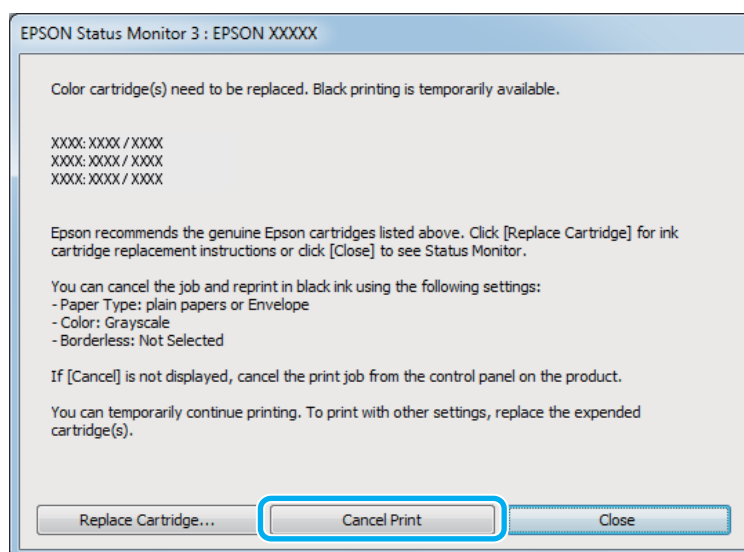 EPSON Status Monitor 3 : EPSON XXXXX
Color cartridge(s) need to be replaced. Black printing is temporarily available.
XXXX: XXXX / XXXX
XXXX: XXXX / XXXX
XXXX: XXXX / XXXX
Epson recommends the genuine Epson cartridges listed above. Click [Replace Cartridge] for ink
cartridge replacement instructions or click [Close] to see Status Monitor.
You can cancel the job and reprint in black ink using the following settings:
- Paper Type: plain papers or Envelope
- Color: Grayscale
- Borderless: Not Selected
If [Cancel] is not displayed, cancel the print job from the control panel on the product.
You can temporarily continue printing. To print with other settings, replace the expended
cartridge(s).
Replace Cartridge... Cancel Print Close